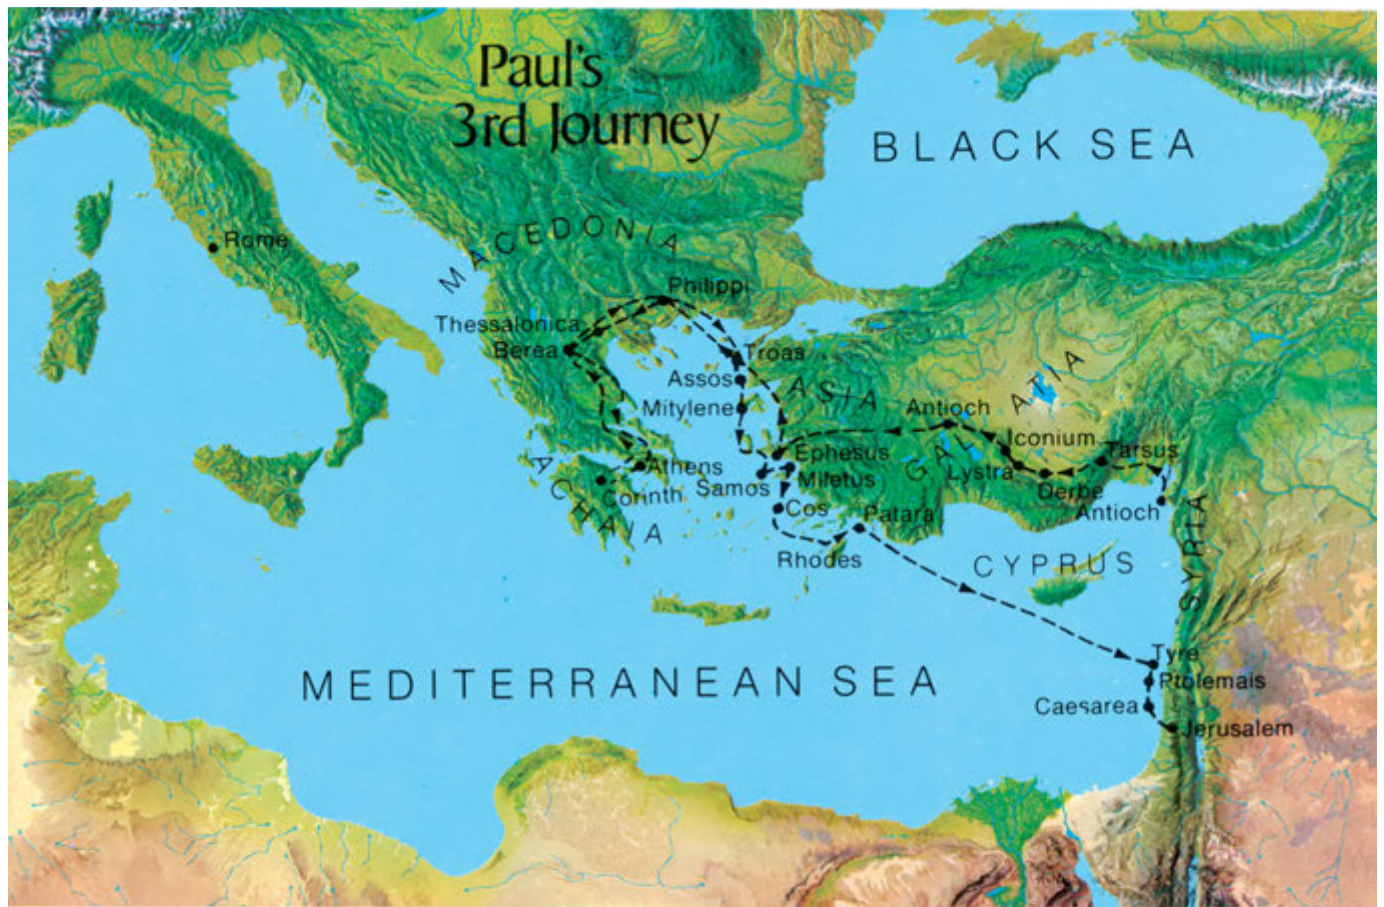 Paul's
3rd Journey
BLACK SEA
Rome
MACEDONIA
Philippi
Thessalonica
Berea
Troas
Assos
ASIA
Mitylene
Antioch
GALATIA
Iconium
Tarsus
Ephesus
Athens
Lystra
Miletus
Samos
Derbe
Corinth
ACHAIA
Cos
Patara
Antioch
SYRIA
Rhodes
CYPRUS
Tyre
MEDITERRANEAN SEA
Ptolemais
Caesarea
Jerusalem